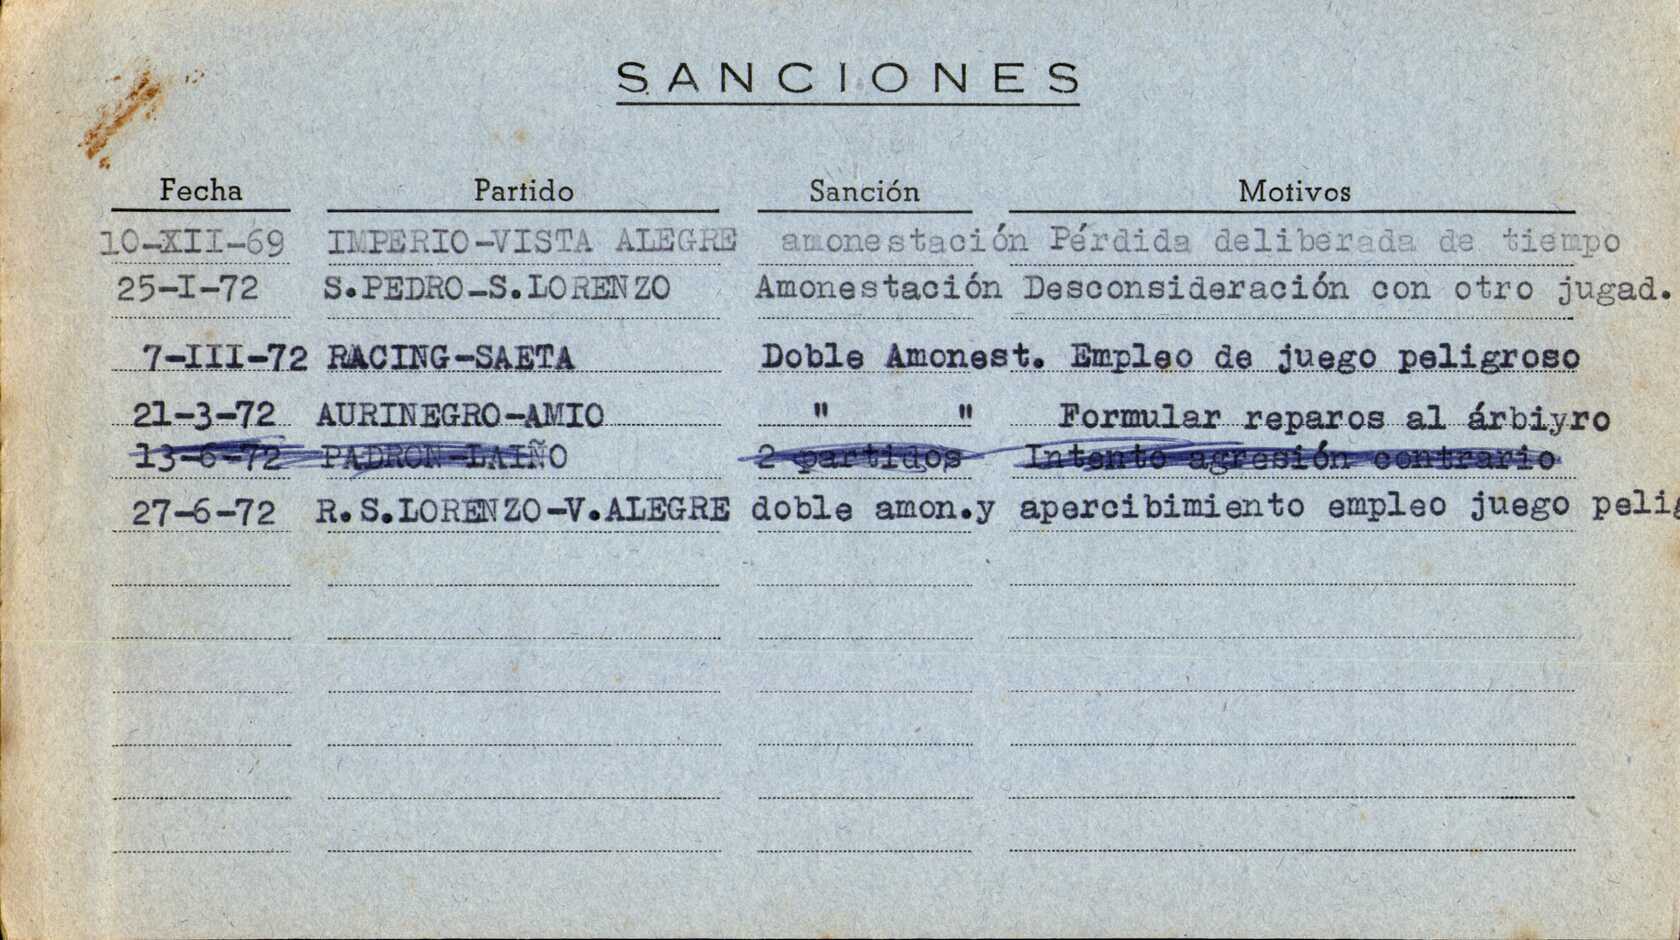 SANCIONES
Fecha Partido Sanción Motivos
10-XII-69 IMPERIO-VISTA ALEGRE amonestación Pérdida deliberada de tiempo
25-I-72 S.PEDRO-S.LORENZO Amonestación Desconsideración con otro jugad.
7-III-72 RACING-SAETA Doble Amonest. Empleo de juego peligroso
21-3-72 AURINEGRO-AMIO " " Formular reparos al árbiyro
13-6-72 PADRON-LAIÑO 2 partidos Intento agresión contrario
27-6-72 R.S.LORENZO-V.ALEGRE doble amon.y apercibimiento empleo juego pelig